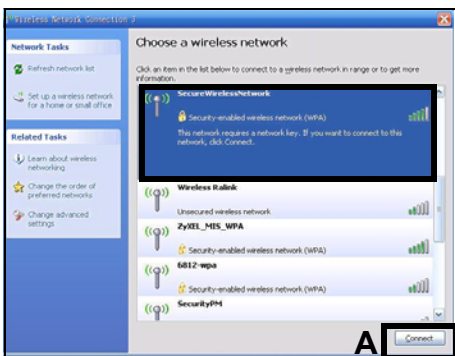 Wireless Network Connection 3
Network Tasks
Refresh network list
Set up a wireless network
for a home or small office
Related Tasks
Learn about wireless
networking
Change the order of
preferred networks
Change advanced
settings
Choose a wireless network
Click an item in the list below to connect to a wireless network in range or to get more
information.
SecureWirelessNetwork
Security-enabled wireless network (WPA)
This network requires a network key. If you want to connect to this
network, click Connect.
Wireless Ralink
Unsecured wireless network
ZyXEL_MIS_WPA
Security-enabled wireless network (WPA)
6812-wpa
Security-enabled wireless network (WPA)
SecurityPM
A
Connect